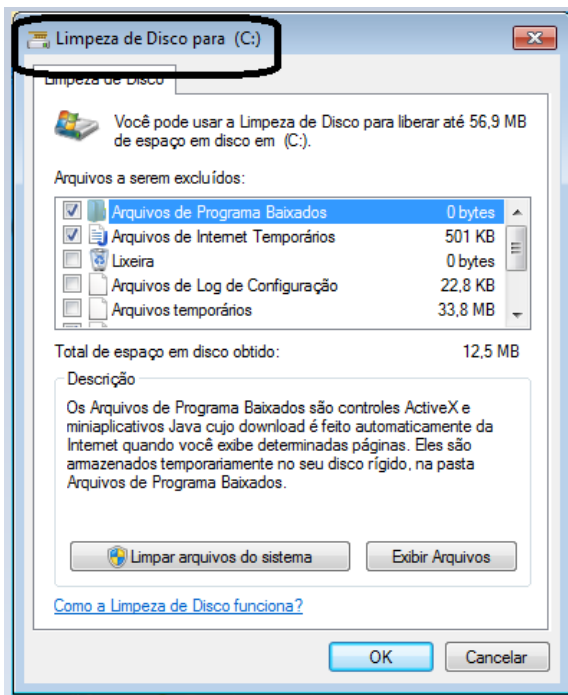 Limpeza de Disco para (C:)
Limpeza de Disco
Você pode usar a Limpeza de Disco para liberar até 56,9 MB
de espaço em disco em (C:).
Arquivos a serem excluídos:
Arquivos de Programa Baixados 0 bytes
Arquivos de Internet Temporários 501 KB
Lixeira 0 bytes
Arquivos de Log de Configuração 22,8 KB
Arquivos temporários 33,8 MB
Total de espaço em disco obtido: 12,5 MB
Descrição
Os Arquivos de Programa Baixados são controles ActiveX e
miniaplicativos Java cujo download é feito automaticamente da
Internet quando você exibe determinadas páginas. Eles são
armazenados temporariamente no seu disco rígido, na pasta
Arquivos de Programa Baixados.
Limpar arquivos do sistema Exibir Arquivos
Como a Limpeza de Disco funciona?
OK Cancelar